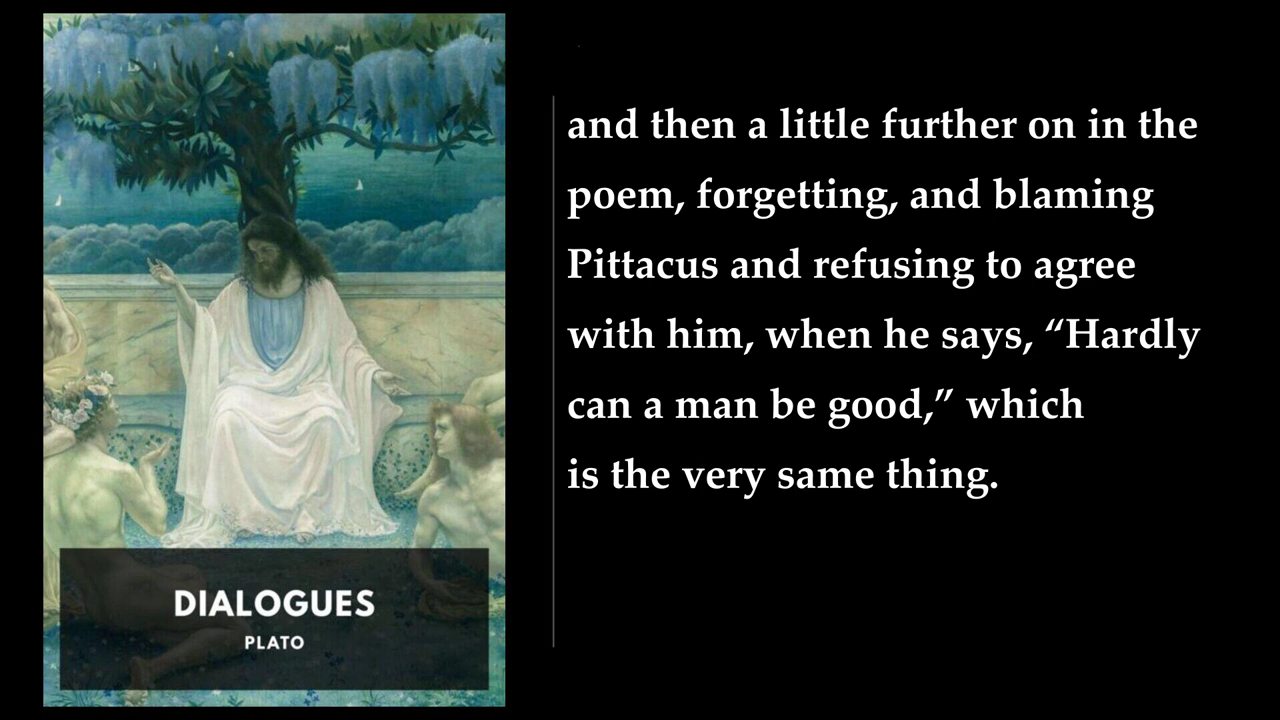 and then a little further on in the
poem, forgetting, and blaming
Pittacus and refusing to agree
with him, when he says, “Hardly
can a man be good,” which
is the very same thing.
DIALOGUES
PLATO